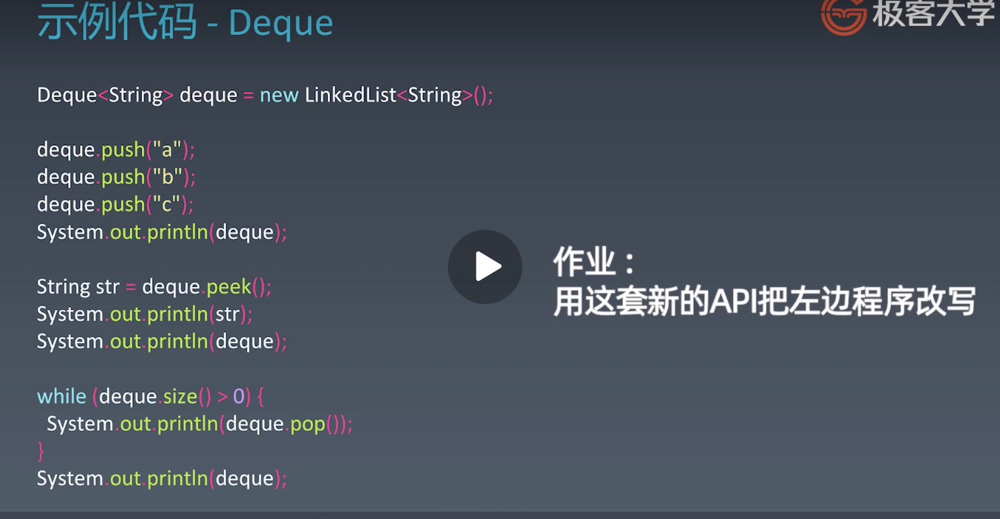 示例代码 - Deque
极客大学
Deque<String> deque = new LinkedList<String>();
deque.push("a");
deque.push("b");
deque.push("c");
System.out.println(deque);
String str = deque.peek();
System.out.println(str);
System.out.println(deque);
while (deque.size() > 0) {
  System.out.println(deque.pop());
}
System.out.println(deque);
作业：
用这套新的API把左边程序改写